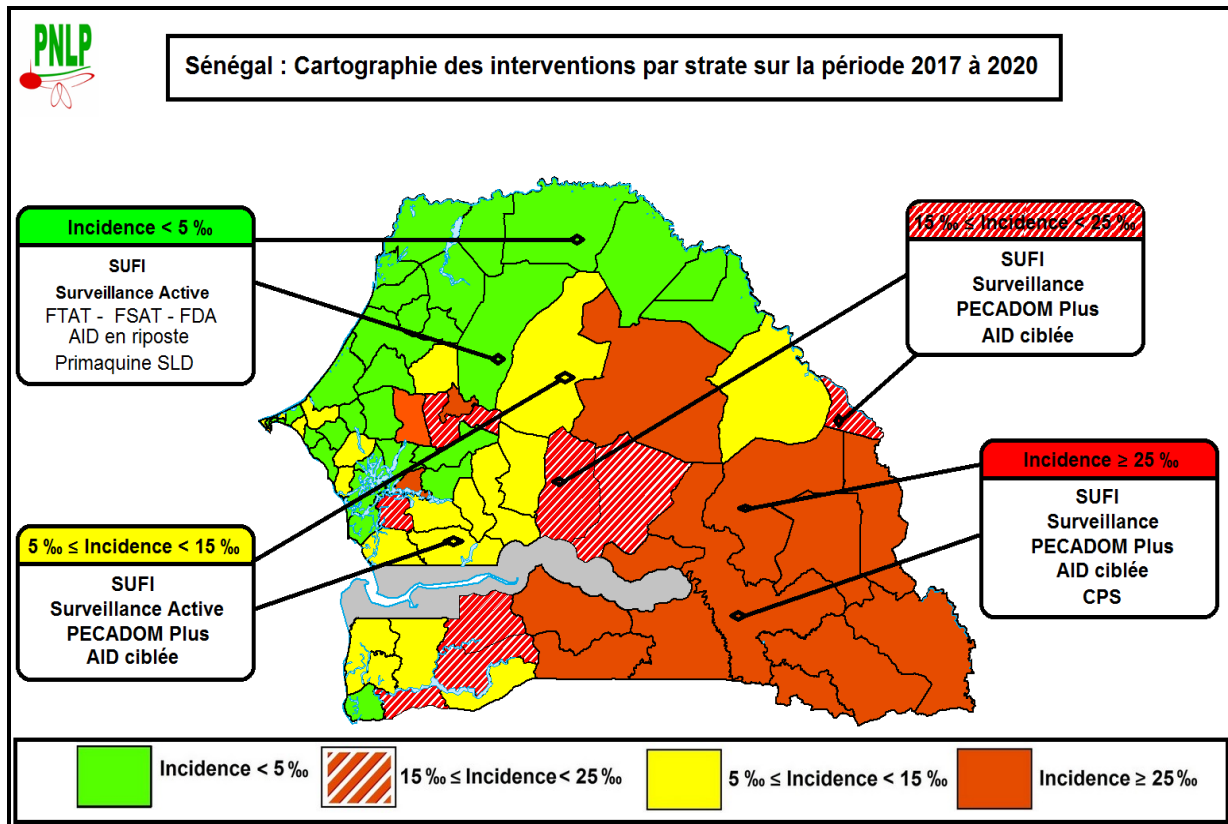 PNLP
Sénégal : Cartographie des interventions par strate sur la période 2017 à 2020
Incidence < 5 ‰
SUFI
Surveillance Active
FTAT - FSAT - FDA
AID en riposte
Primaquine SLD
15 ‰ ≤ Incidence < 25 ‰
SUFI
Surveillance
PECADOM Plus
AID ciblée
5 ‰ ≤ Incidence < 15 ‰
SUFI
Surveillance Active
PECADOM Plus
AID ciblée
Incidence ≥ 25 ‰
SUFI
Surveillance
PECADOM Plus
AID ciblée
CPS
Incidence < 5 ‰
15 ‰ ≤ Incidence < 25 ‰
5 ‰ ≤ Incidence < 15 ‰
Incidence ≥ 25 ‰